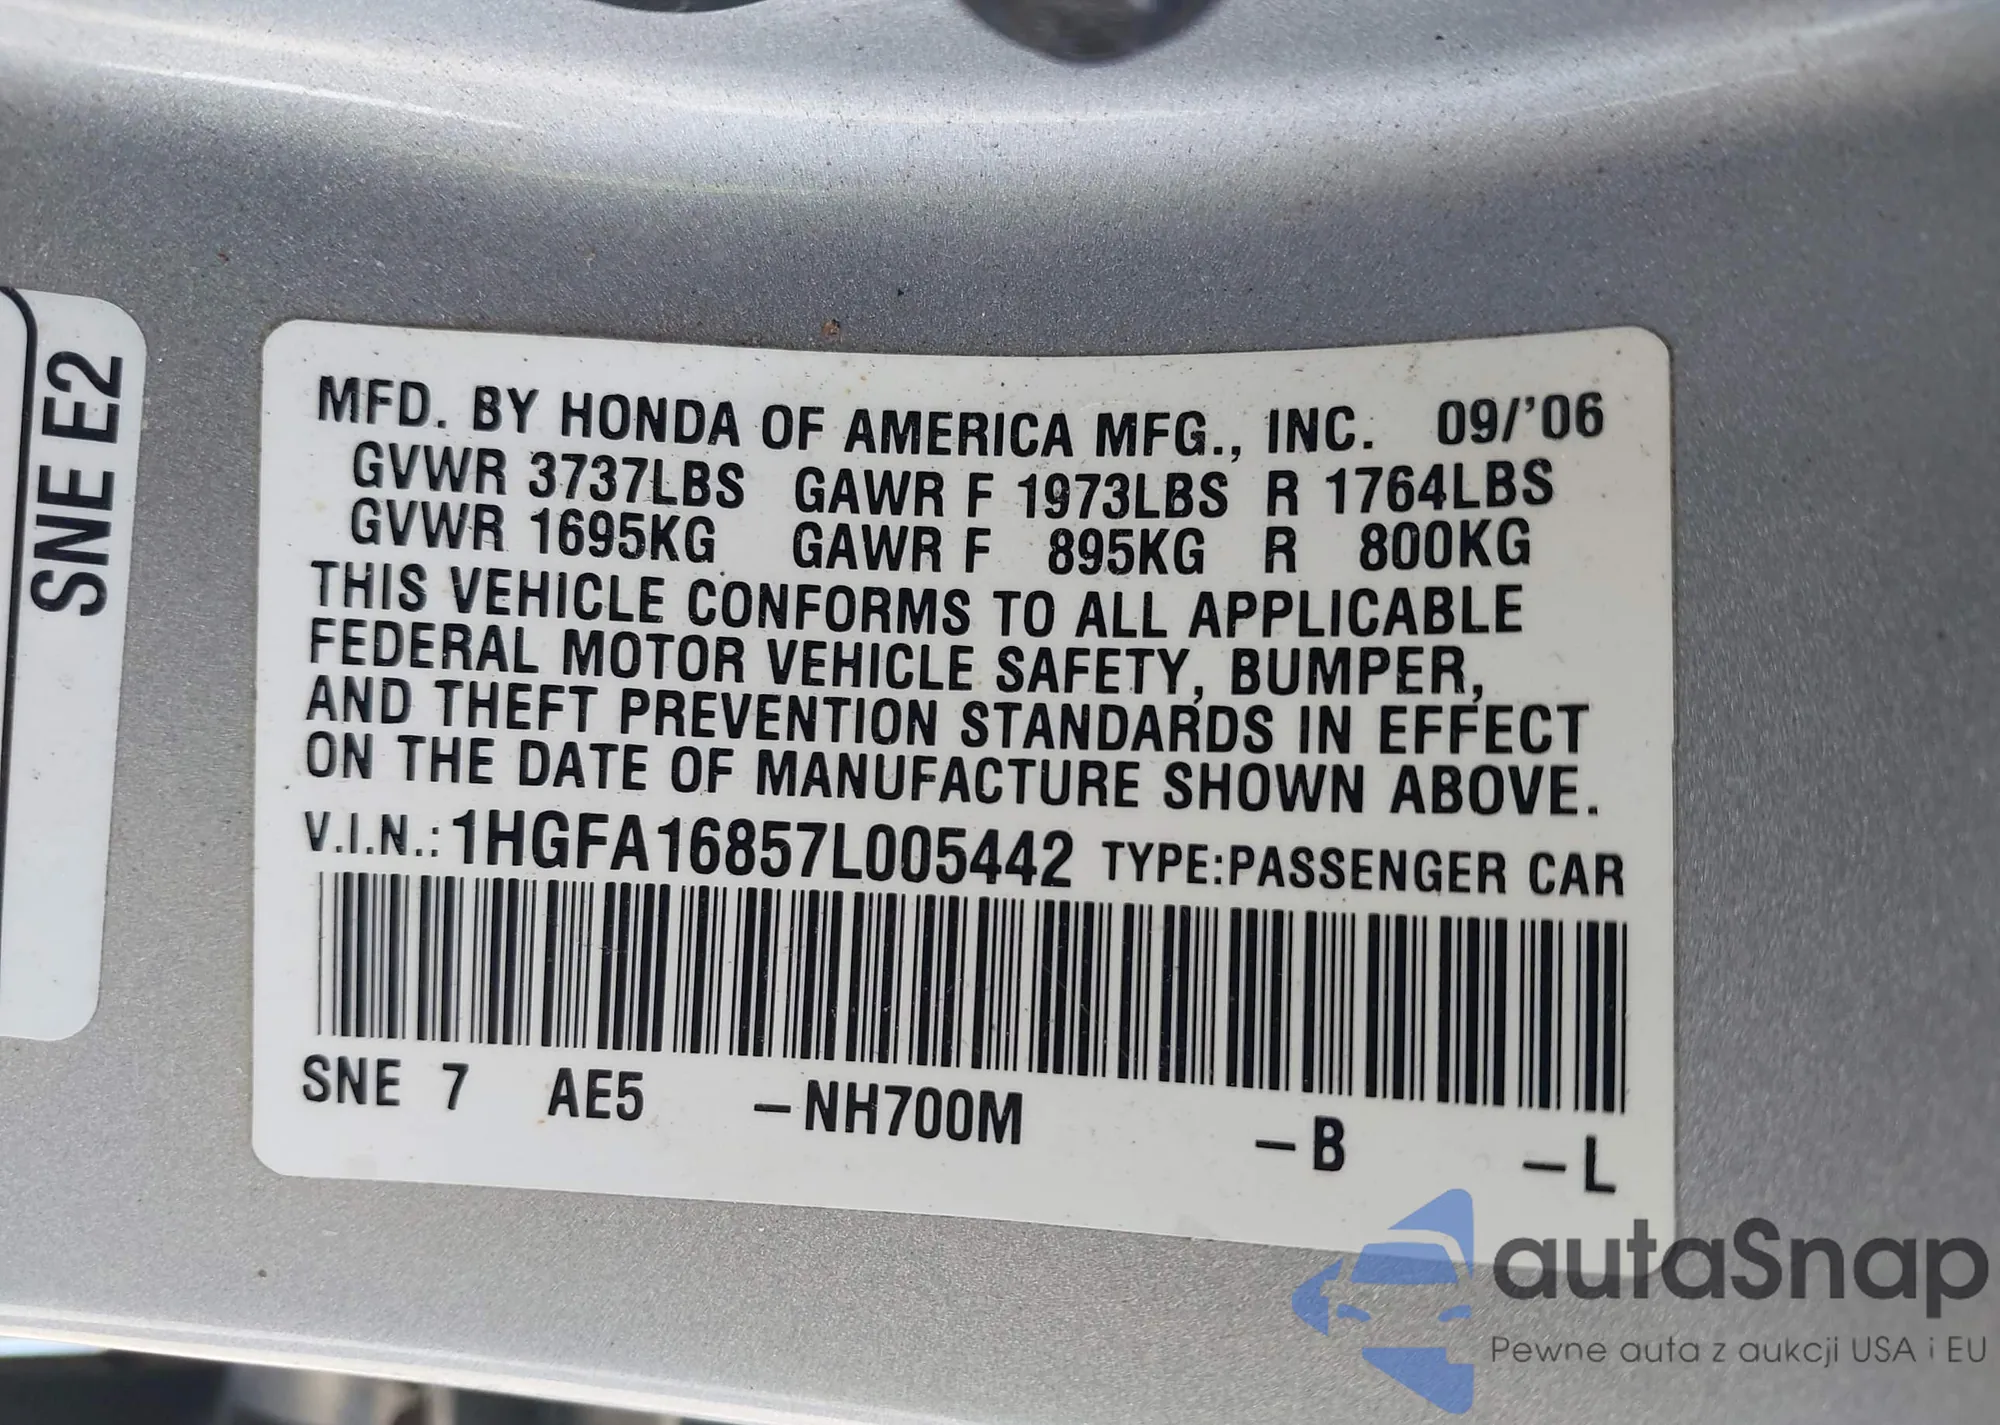 SNE E2
MFD. BY HONDA OF AMERICA MFG., INC. 09/'06
GVWR 3737LBS GAWR F 1973LBS R 1764LBS
GVWR 1695KG GAWR F 895KG R 800KG
THIS VEHICLE CONFORMS TO ALL APPLICABLE
FEDERAL MOTOR VEHICLE SAFETY, BUMPER,
AND THEFT PREVENTION STANDARDS IN EFFECT
ON THE DATE OF MANUFACTURE SHOWN ABOVE.
V.I.N.: 1HGFA16857L005442 TYPE:PASSENGER CAR
SNE 7 AE5 –NH700M –B –L
autaSnap
Pewne auta z aukcji USA i EU